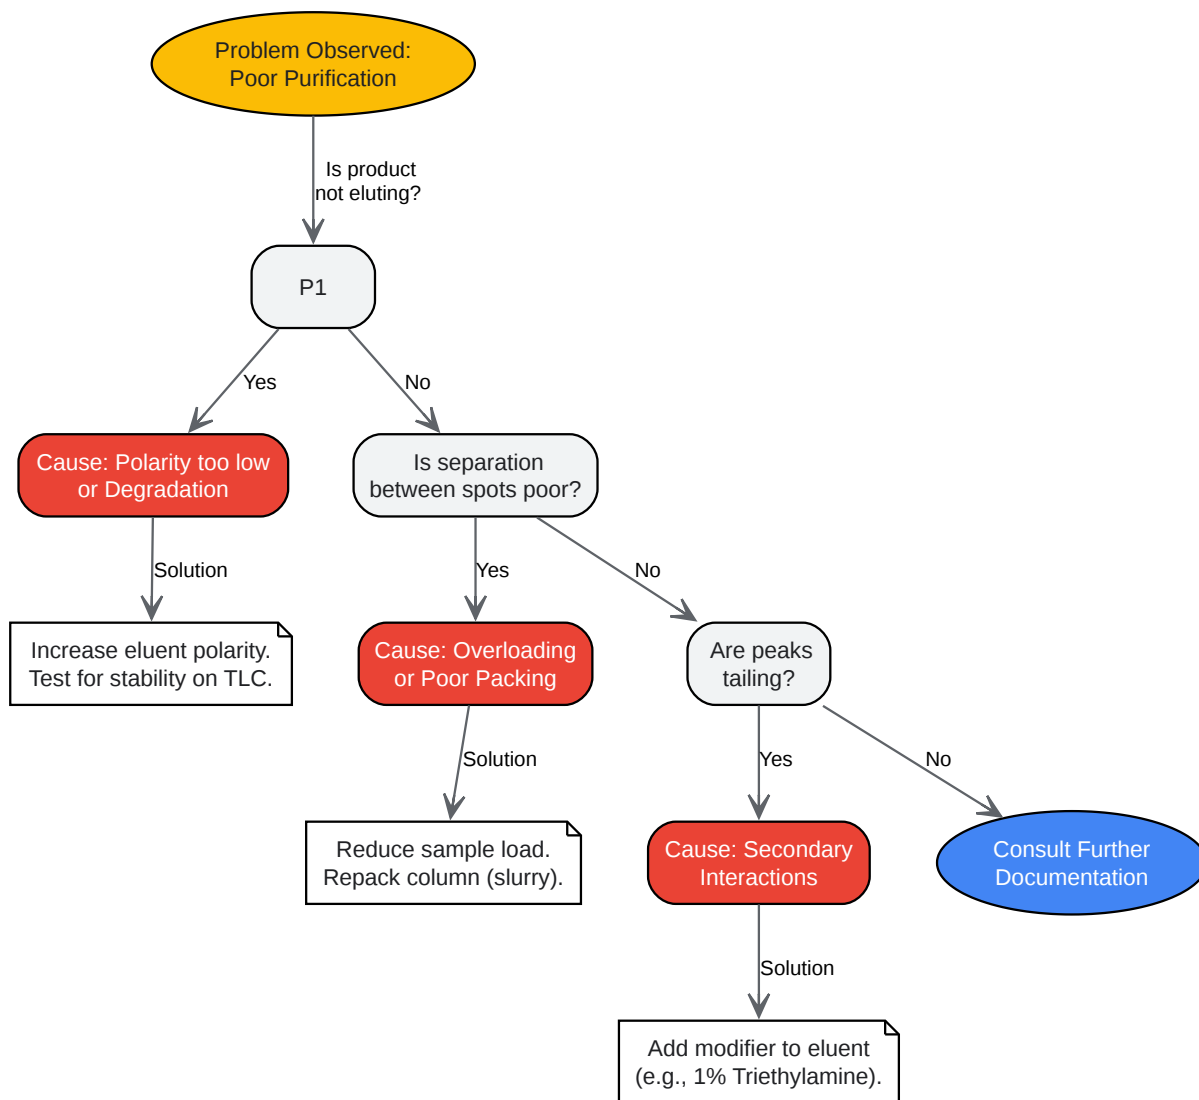 Problem Observed:
Poor Purification
Is product
not eluting?
P1
Yes
No
Cause: Polarity too low
or Degradation
Is separation
between spots poor?
Solution
Yes
No
Increase eluent polarity.
Test for stability on TLC.
Cause: Overloading
or Poor Packing
Are peaks
tailing?
Solution
Yes
No
Reduce sample load.
Repack column (slurry).
Cause: Secondary
Interactions
Consult Further
Documentation
Solution
Add modifier to eluent
(e.g., 1% Triethylamine).